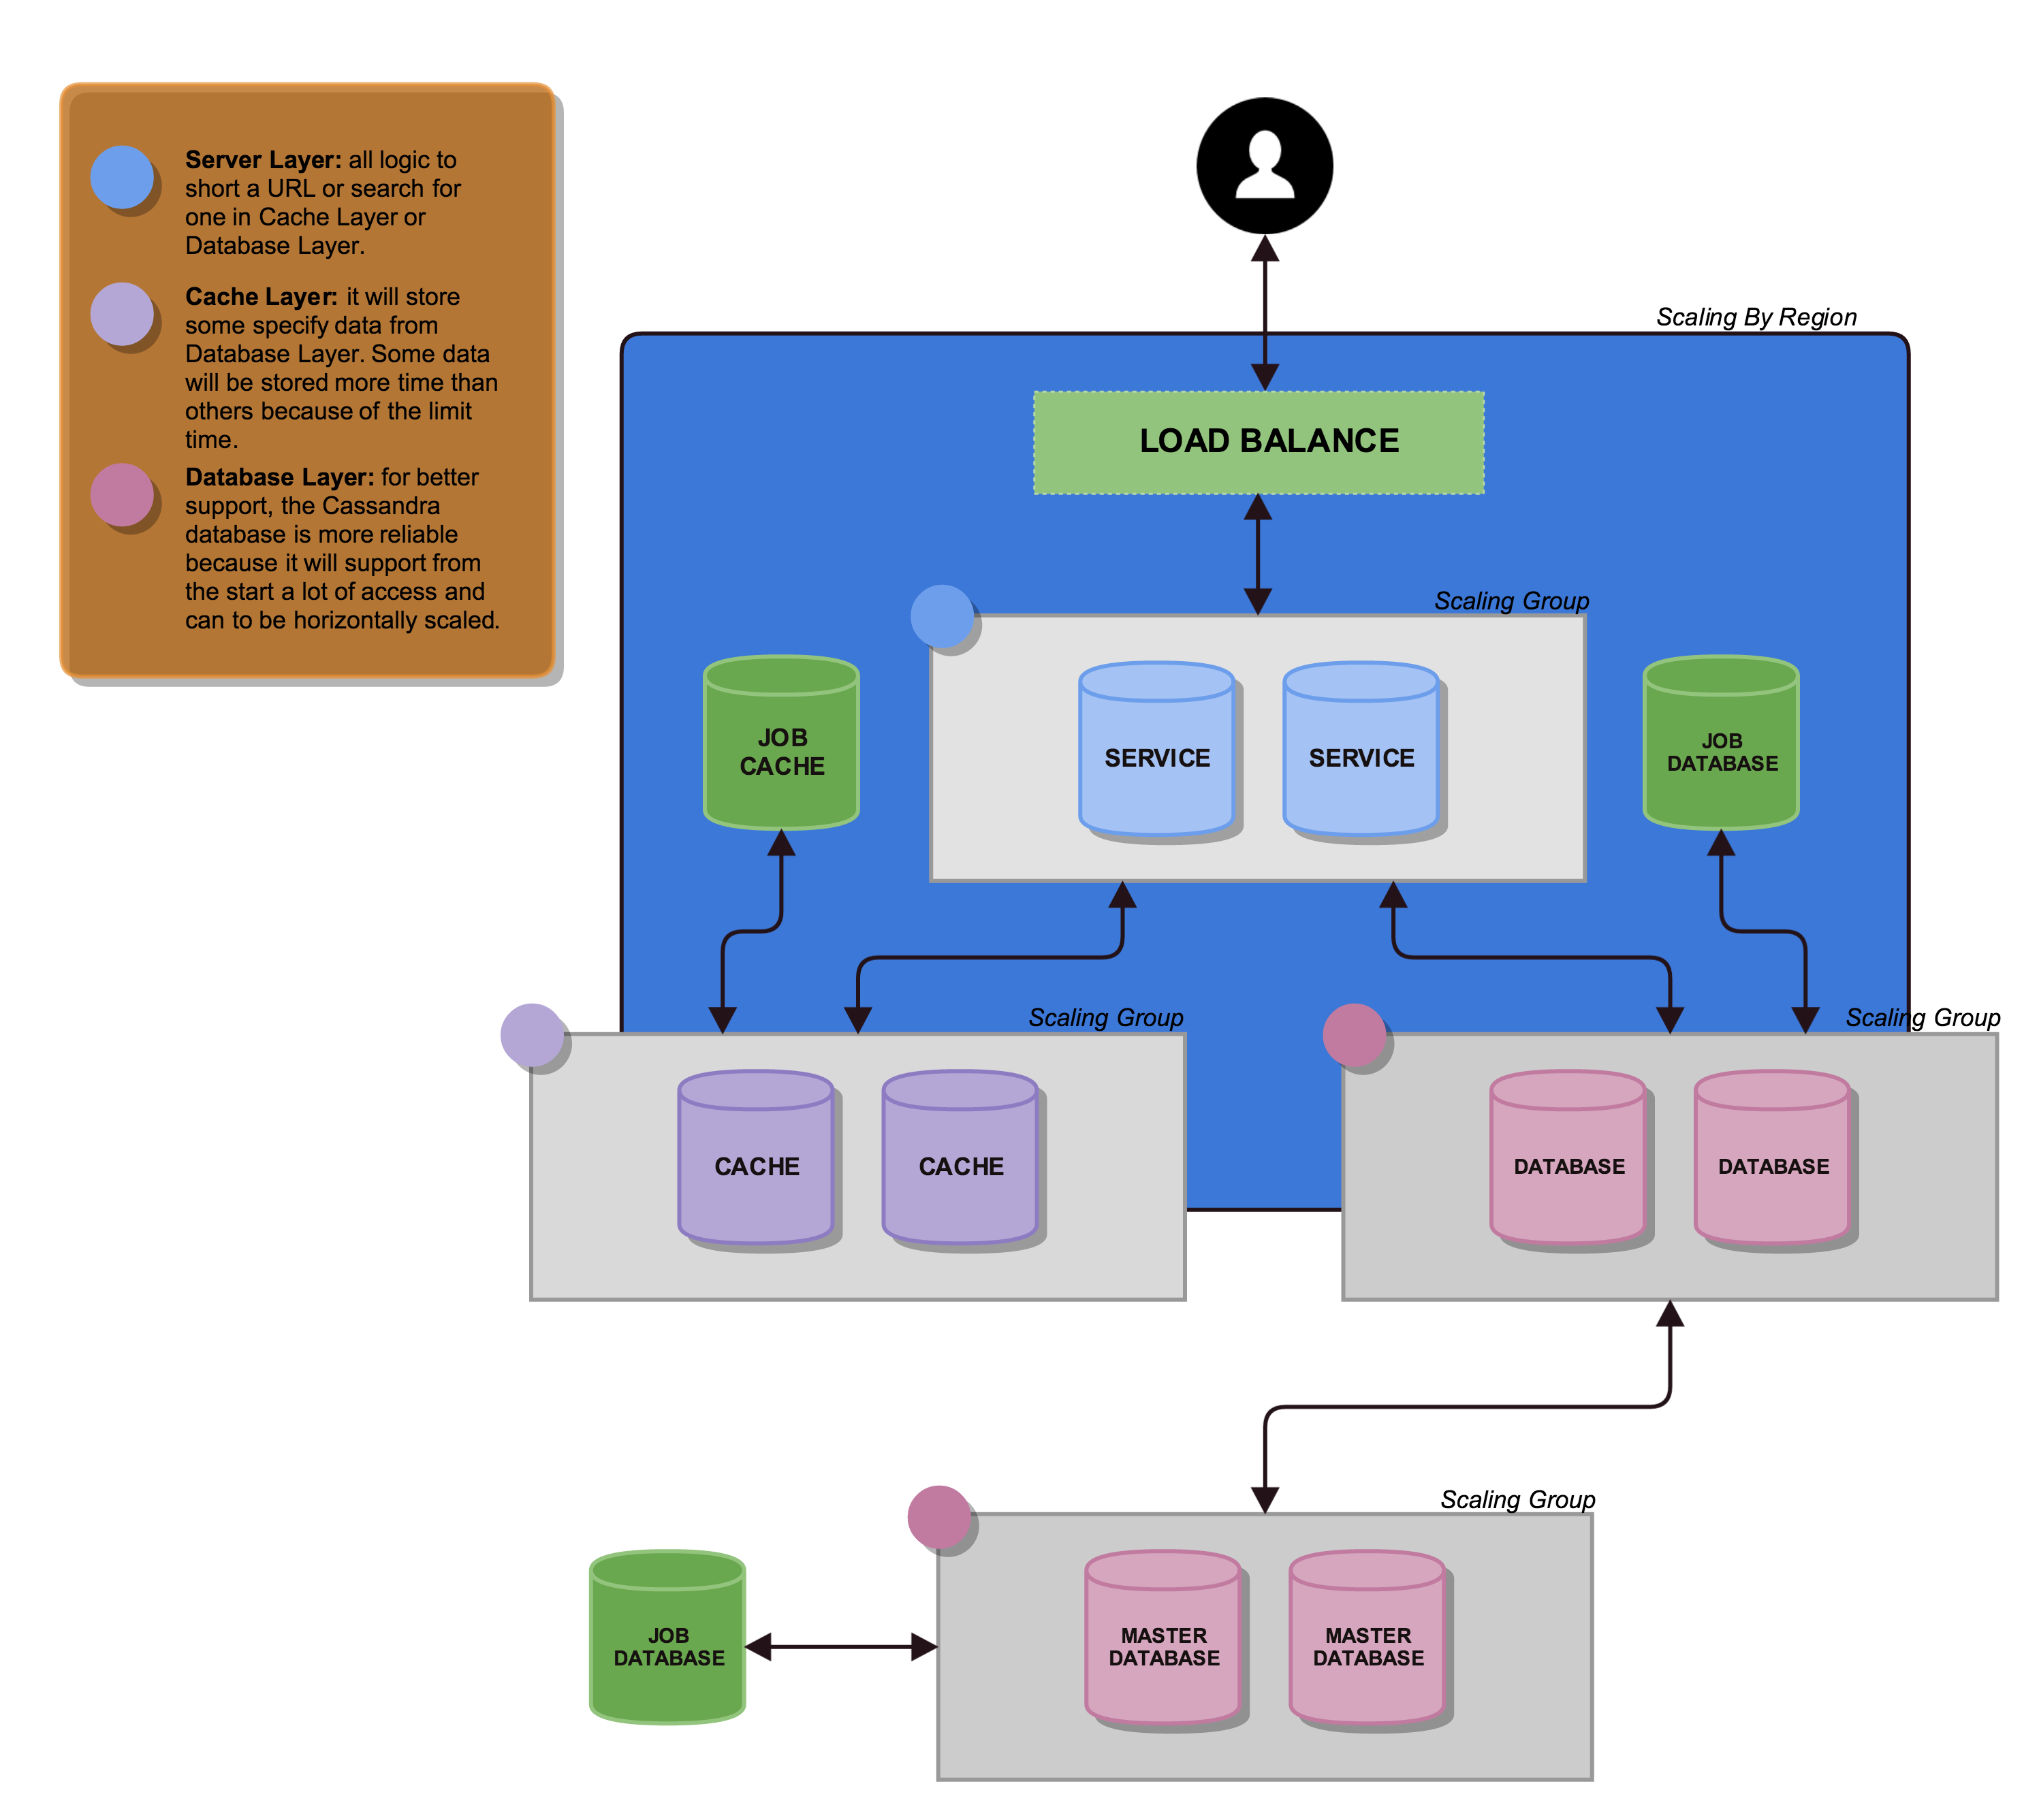 Server Layer: all logic to
short a URL or search for
one in Cache Layer or
Database Layer.
Cache Layer: it will store
some specify data from
Database Layer. Some data
will be stored more time than
others because of the limit
time.
Database Layer: for better
support, the Cassandra
database is more reliable
because it will support from
the start a lot of access and
can to be horizontally scaled.
Scaling By Region
LOAD BALANCE
Scaling Group
JOB
CACHE
SERVICE
SERVICE
JOB
DATABASE
Scaling Group
Scaling Group
CACHE
CACHE
DATABASE
DATABASE
Scaling Group
JOB
DATABASE
MASTER
DATABASE
MASTER
DATABASE